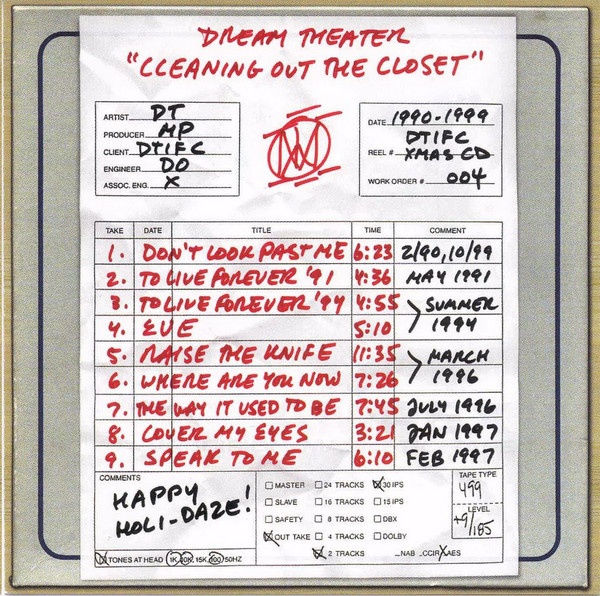 DREAM THEATER
"CLEANING OUT THE CLOSET"
ARTIST DT
PRODUCER MP
CLIENT DTIFC
ENGINEER DO
ASSOC. ENG. X
DATE 1990-1999
DTIFC
REEL # XMAS CD
WORK ORDER # 004
TAKE DATE TITLE TIME COMMENT
1. DON'T LOOK PAST ME 6:23 2/90, 10/99
2. TO LIVE FOREVER '91 4:36 MAY 1991
3. TO LIVE FOREVER '94 4:55 SUMMER
4. EVE 5:10 1994
5. RAISE THE KNIFE 11:35 MARCH
6. WHERE ARE YOU NOW 7:26 1996
7. THE WAY IT USED TO BE 7:45 JULY 1996
8. COVER MY EYES 3:21 JAN 1997
9. SPEAK TO ME 6:10 FEB 1997
COMMENTS
HAPPY
HOLI-DAZE!
MASTER 24 TRACKS 30 IPS
SLAVE 16 TRACKS 15 IPS
SAFETY 8 TRACKS DBX
OUT TAKE 4 TRACKS DOLBY
2 TRACKS NAB CCIR AES
TAPE TYPE
499
LEVEL
+9/185
TONES AT HEAD 1K, 10K, 15K, 100/50HZ